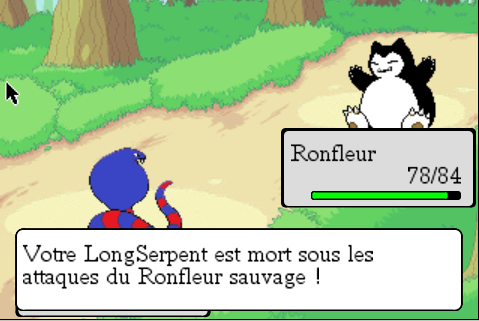 Ronfleur
78/84
Votre LongSerpent est mort sous les
attaques du Ronfleur sauvage !